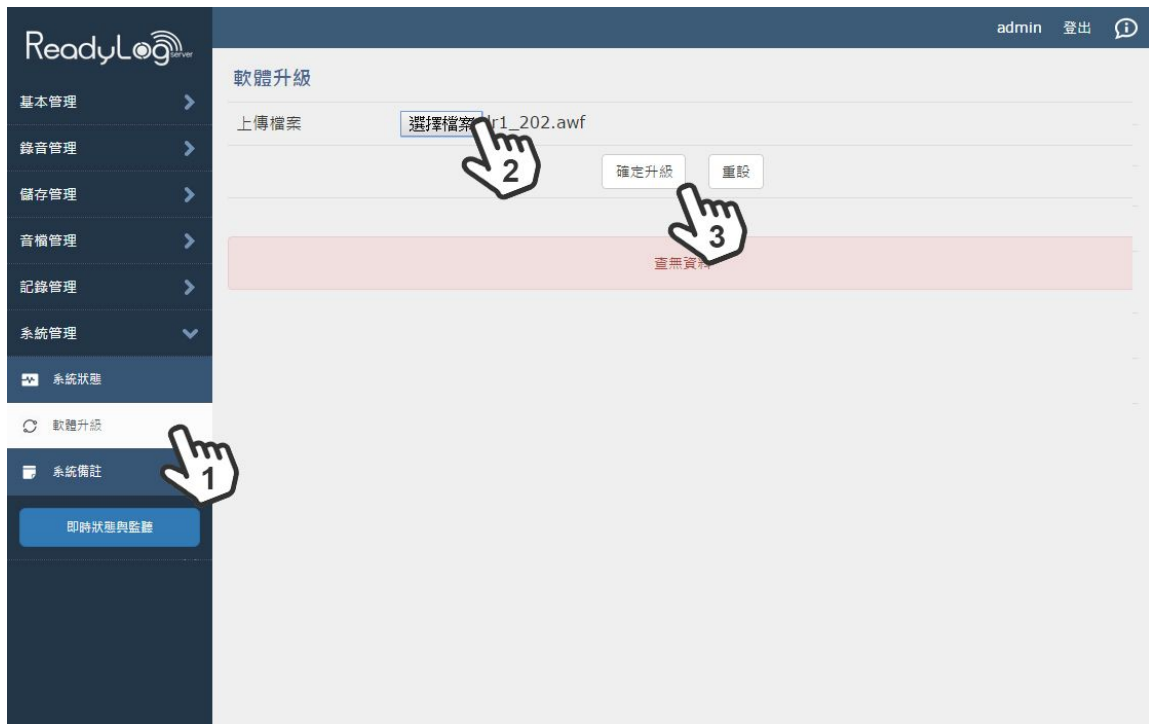 ReadyLog server
admin 登出
基本管理
錄音管理
儲存管理
音檔管理
記錄管理
系統管理
系統狀態
軟體升級
系統備註
即時狀態與監聽
軟體升級
上傳檔案 選擇檔案 lr1_202.awf
確定升級 重設
查無資料
1
2
3